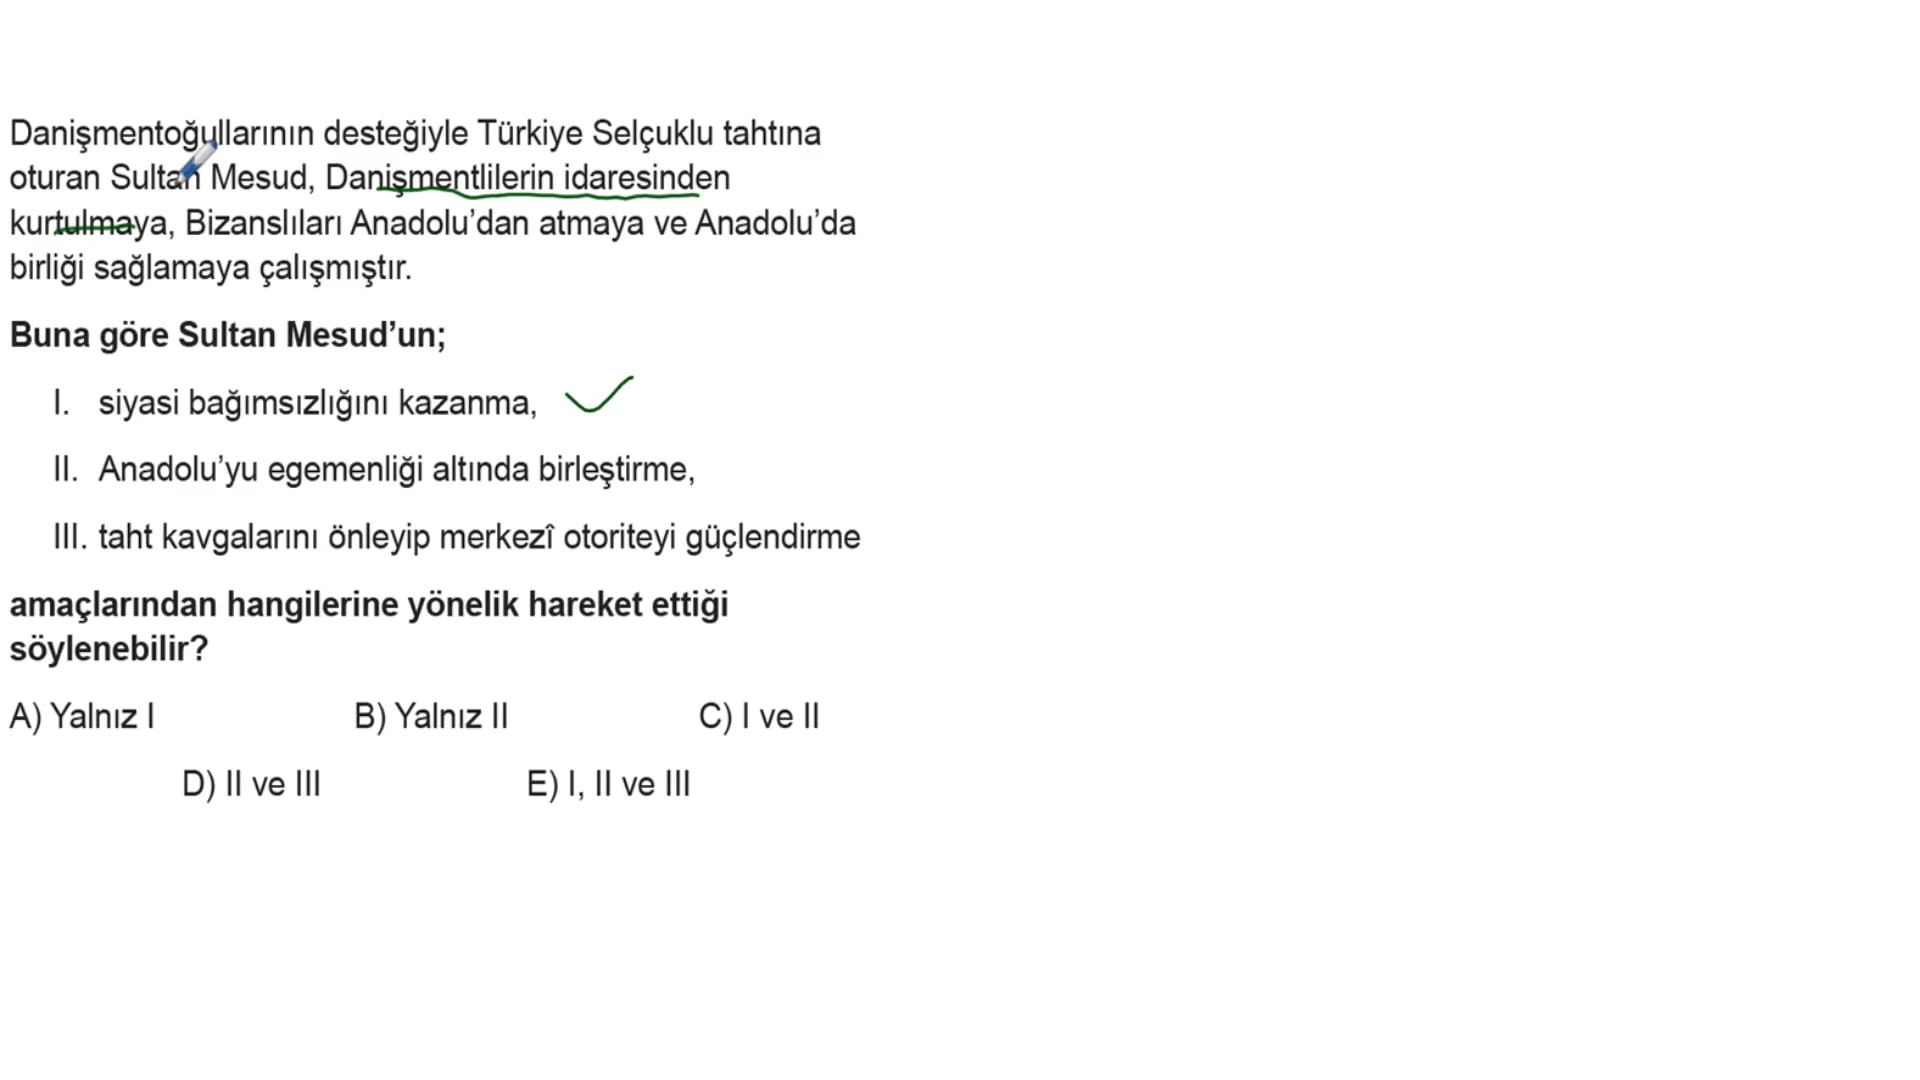 Danişmentoğullarının desteğiyle Türkiye Selçuklu tahtına
oturan Sultan Mesud, Danişmentlilerin idaresinden
kurtulmaya, Bizanslıları Anadolu’dan atmaya ve Anadolu’da
birliği sağlamaya çalışmıştır.
Buna göre Sultan Mesud’un;
I. siyasi bağımsızlığını kazanma,
II. Anadolu’yu egemenliği altında birleştirme,
III. taht kavgalarını önleyip merkezî otoriteyi güçlendirme
amaçlarından hangilerine yönelik hareket ettiği
söylenebilir?
A) Yalnız I B) Yalnız II C) I ve II
D) II ve III E) I, II ve III